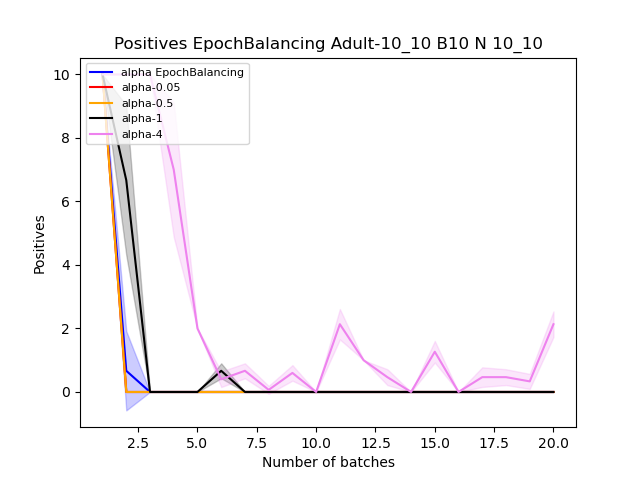 Positives EpochBalancing Adult-10_10 B10 N 10_10
10
8
6
4
2
0
Positives
alpha EpochBalancing
alpha-0.05
alpha-0.5
alpha-1
alpha-4
2.5 5.0 7.5 10.0 12.5 15.0 17.5 20.0
Number of batches